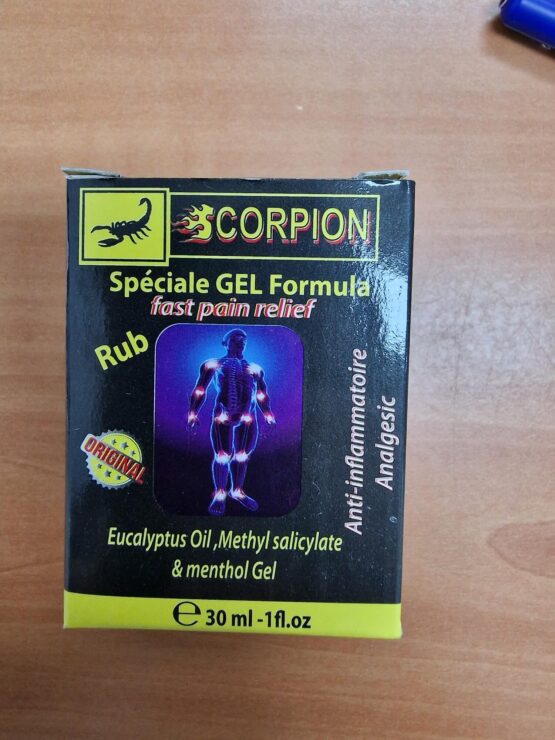 SCORPION
Spéciale GEL Formula
fast pain relief
Rub
ORIGINAL
Anti-inflammatoire
Analgesic
Eucalyptus Oil ,Methyl salicylate
& menthol Gel
℮ 30 ml -1fl.oz